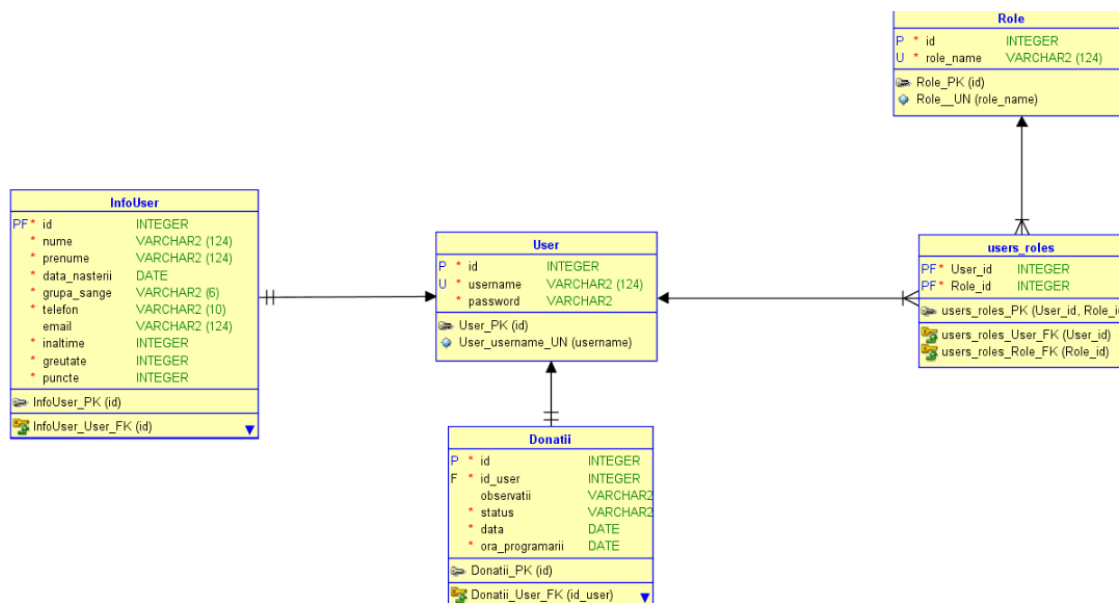 Role
P * id INTEGER
U * role_name VARCHAR2 (124)
Role_PK (id)
Role__UN (role_name)
InfoUser
PF * id INTEGER
* nume VARCHAR2 (124)
* prenume VARCHAR2 (124)
* data_nasterii DATE
* grupa_sange VARCHAR2 (6)
* telefon VARCHAR2 (10)
email VARCHAR2 (124)
* inaltime INTEGER
* greutate INTEGER
* puncte INTEGER
InfoUser_PK (id)
InfoUser_User_FK (id)
User
P * id INTEGER
U * username VARCHAR2 (124)
* password VARCHAR2
User_PK (id)
User_username_UN (username)
users_roles
PF * User_id INTEGER
PF * Role_id INTEGER
users_roles_PK (User_id, Role_id
users_roles_User_FK (User_id)
users_roles_Role_FK (Role_id)
Donatii
P * id INTEGER
F * id_user INTEGER
observatii VARCHAR2
* status VARCHAR2
* data DATE
* ora_programarii DATE
Donatii_PK (id)
Donatii_User_FK (id_user)